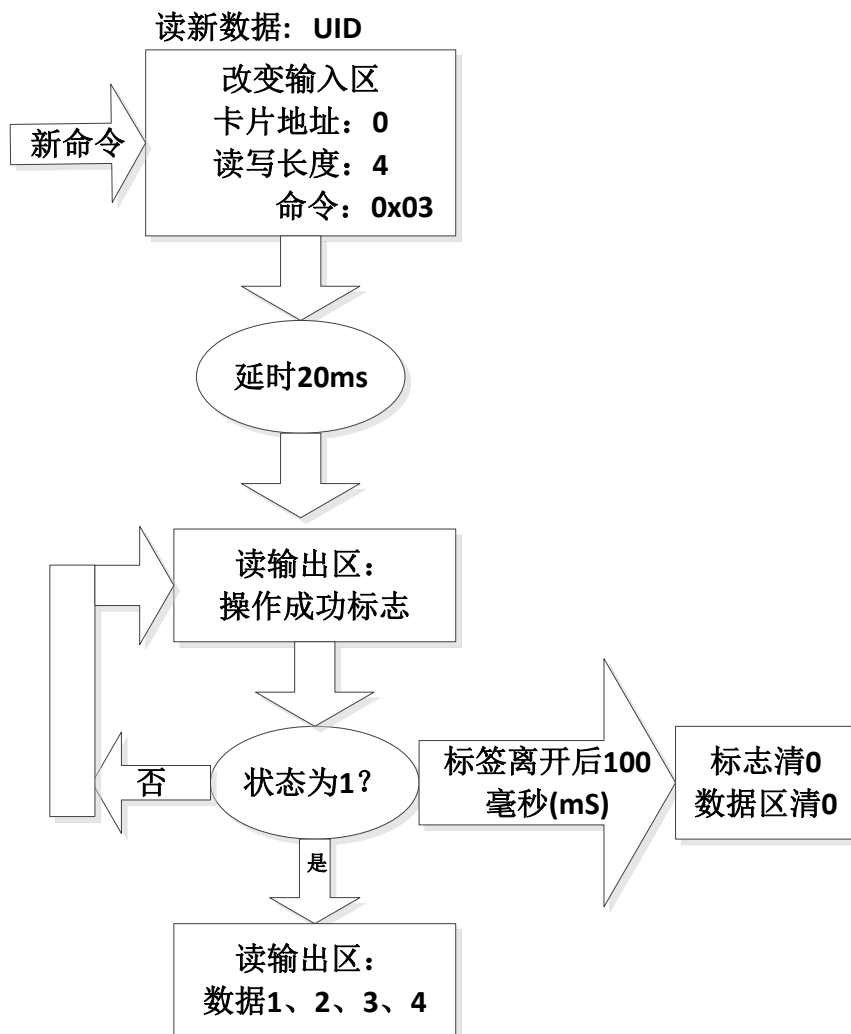 读新数据：UID
改变输入区
卡片地址：0
读写长度：4
命令：0x03
新命令
延时20ms
读输出区：
操作成功标志
状态为1？
否
标签离开后100
毫秒(mS)
标志清0
数据区清0
是
读输出区：
数据1、2、3、4